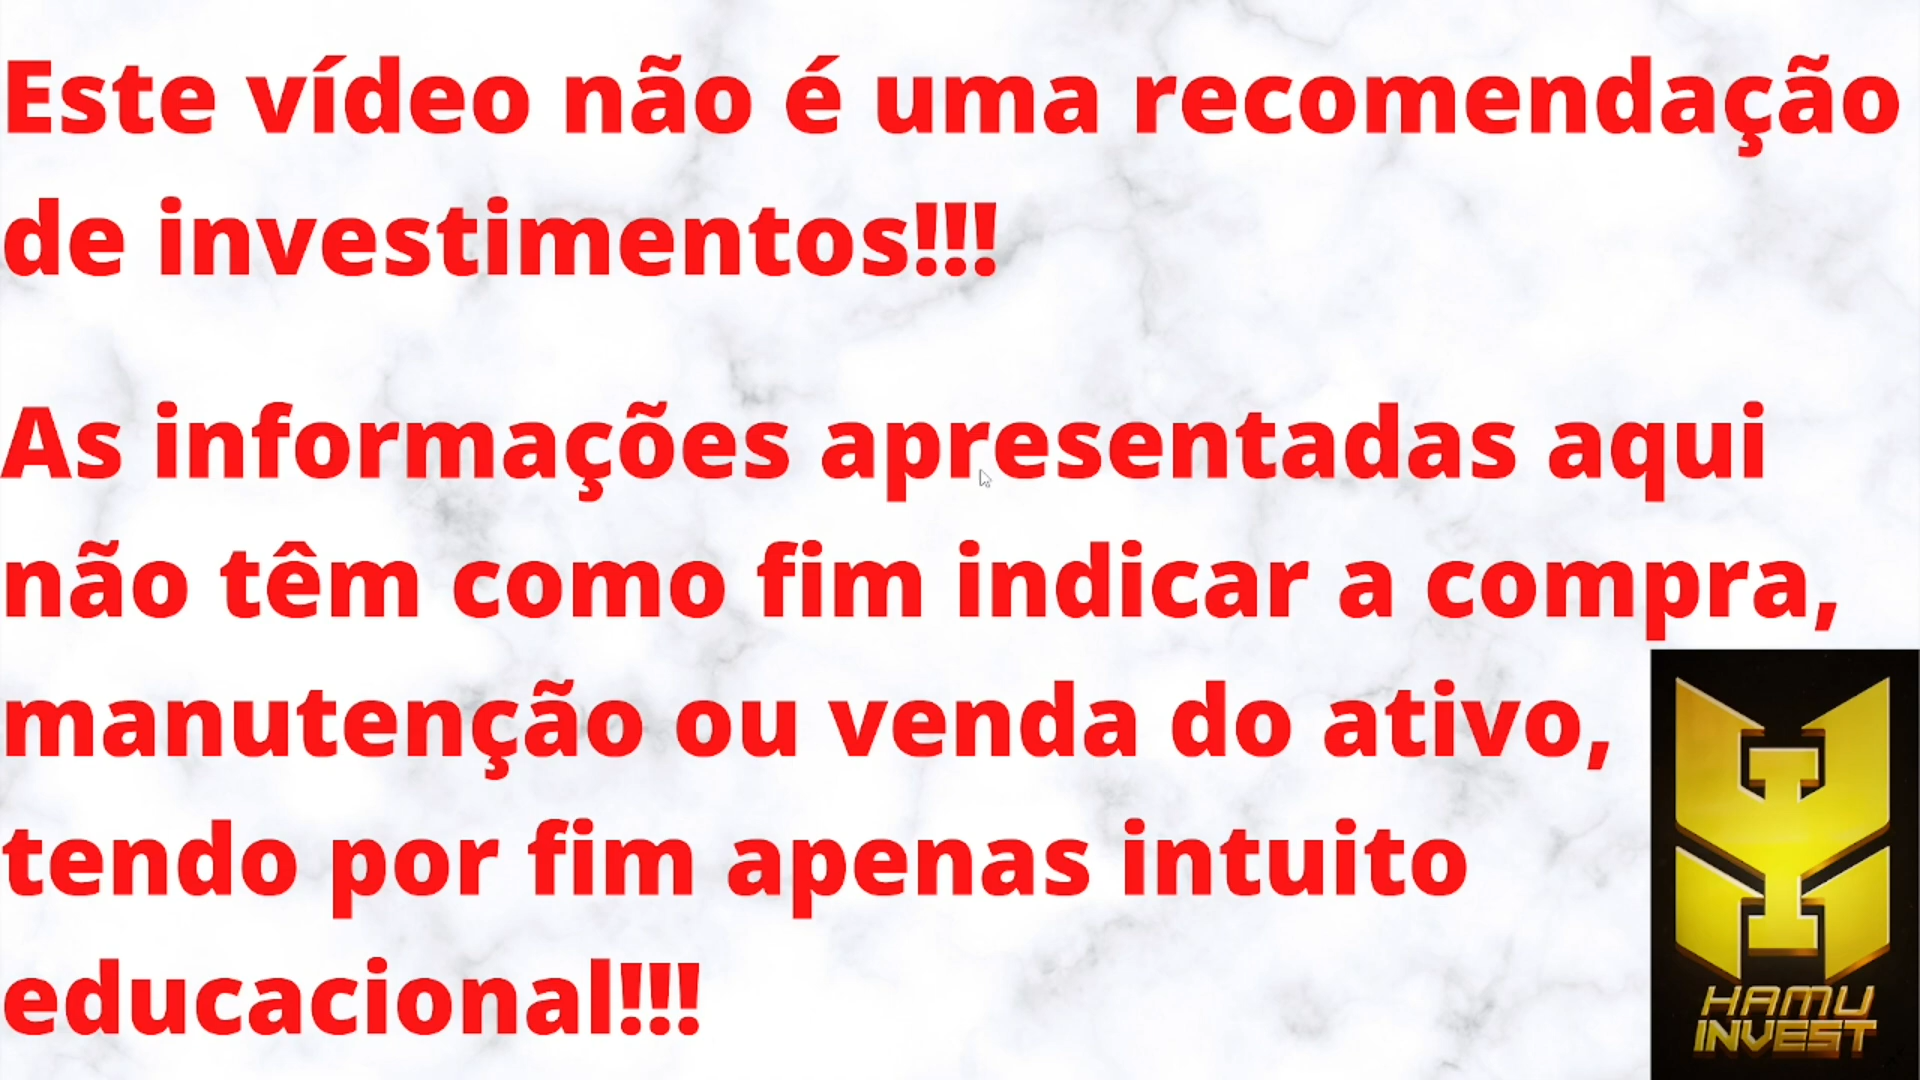 Este vídeo não é uma recomendação
de investimentos!!!
As informações apresentadas aqui
não têm como fim indicar a compra,
manutenção ou venda do ativo,
tendo por fim apenas intuito
educacional!!!
HAMU
INVEST